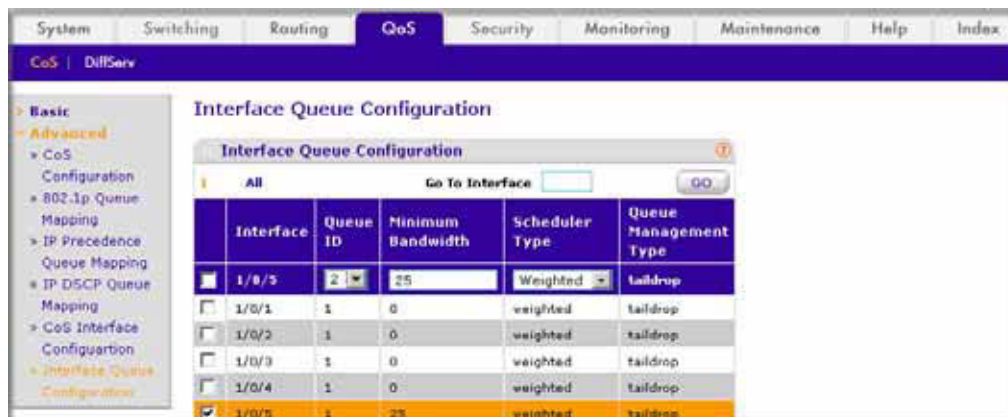 System Switching Routing QoS Security Monitoring Maintenance Help Index
CoS | DiffServ
Basic
Advanced
CoS
Configuration
802.1p Queue
Mapping
IP Precedence
Queue Mapping
IP DSCP Queue
Mapping
CoS Interface
Configuartion
Interface Queue
Configuration
Interface Queue Configuration
Interface Queue Configuration
1 All Go To Interface GO
Interface Queue ID Minimum Bandwidth Scheduler Type Queue Management Type
1/0/5 2 25 Weighted taildrop
1/0/1 1 0 weighted taildrop
1/0/2 1 0 weighted taildrop
1/0/3 1 0 weighted taildrop
1/0/4 1 0 weighted taildrop
1/0/5 1 25 weighted taildrop